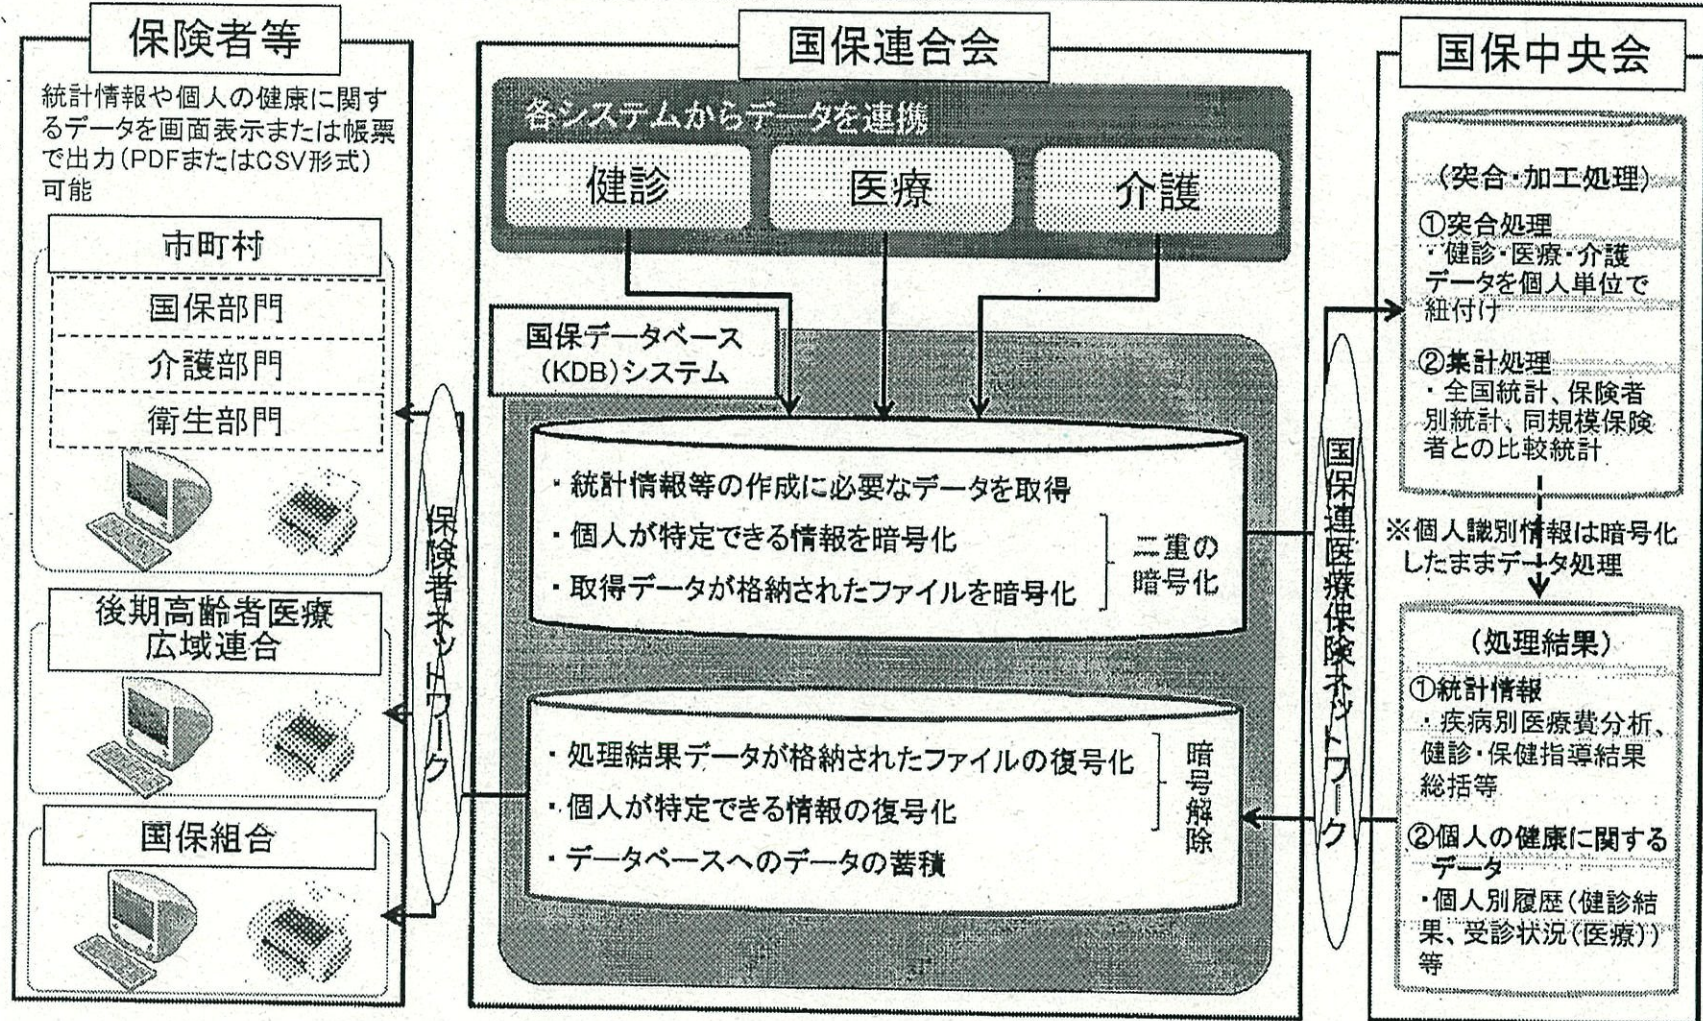 保険者等
統計情報や個人の健康に関す
るデータを画面表示または帳票
で出力(PDFまたはCSV形式)
可能
市町村
国保部門
介護部門
衛生部門
後期高齢者医療
広域連合
国保組合
保険者ネットワーク
国保連合会
各システムからデータを連携
健診
医療
介護
国保データベース
(KDB)システム
・統計情報等の作成に必要なデータを取得
・個人が特定できる情報を暗号化
・取得データが格納されたファイルを暗号化
二重の
暗号化
・処理結果データが格納されたファイルの復号化
・個人が特定できる情報の復号化
・データベースへのデータの蓄積
暗号解除
国保連医療保険ネットワーク
国保中央会
(突合・加工処理)
①突合処理
・健診・医療・介護
データを個人単位で
紐付け
②集計処理
・全国統計、保険者
別統計、同規模保険
者との比較統計
※個人識別情報は暗号化
したままデータ処理
(処理結果)
①統計情報
・疾病別医療費分析、
健診・保健指導結果
総括等
②個人の健康に関する
データ
・個人別履歴(健診結
果、受診状況(医療))
等